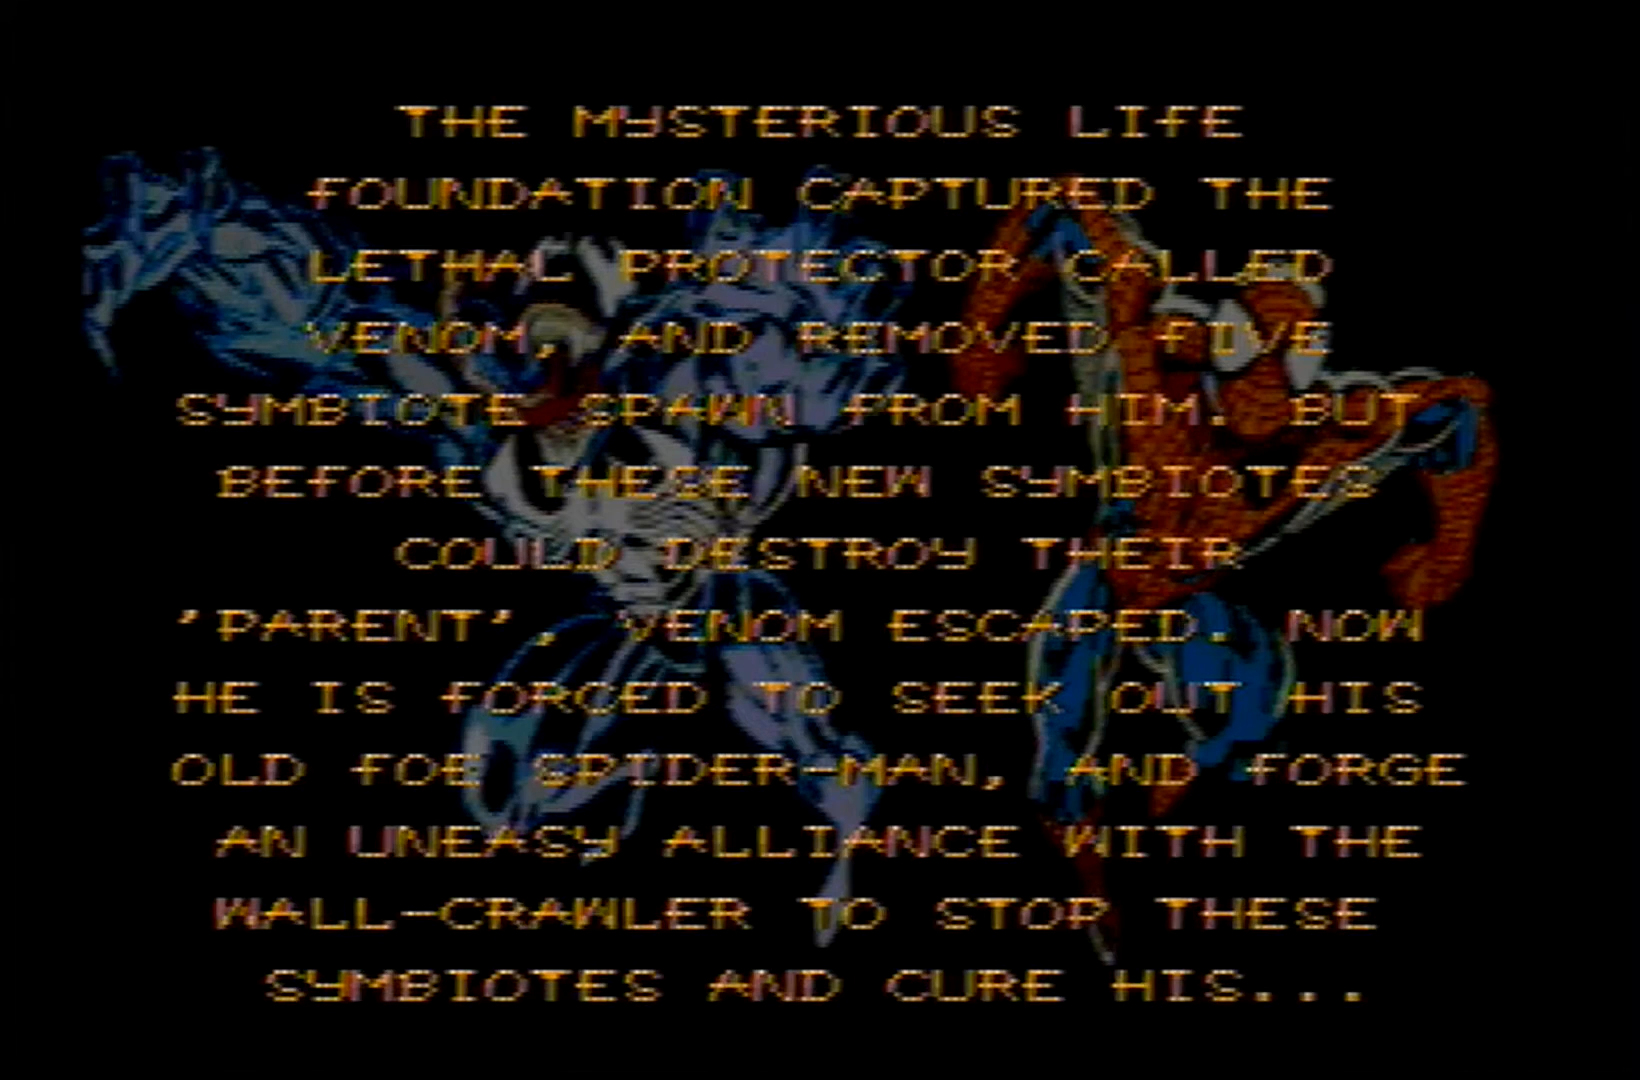 THE MYSTERIOUS LIFE
FOUNDATION CAPTURED THE
LETHAL PROTECTOR CALLED
VENOM, AND REMOVED FIVE
SYMBIOTE SPAWN FROM HIM. BUT
BEFORE THESE NEW SYMBIOTES
COULD DESTROY THEIR
'PARENT', VENOM ESCAPED. NOW
HE IS FORCED TO SEEK OUT HIS
OLD FOE SPIDER-MAN, AND FORGE
AN UNEASY ALLIANCE WITH THE
WALL-CRAWLER TO STOP THESE
SYMBIOTES AND CURE HIS...